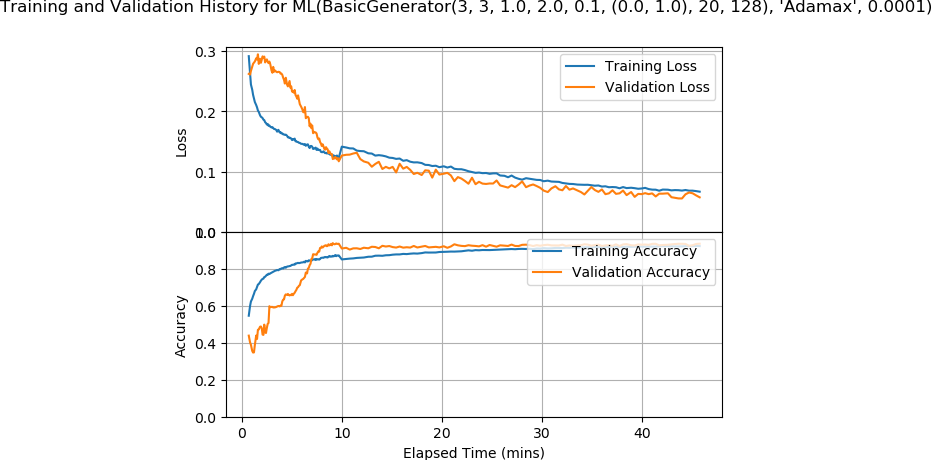 Training and Validation History for ML(BasicGenerator(3, 3, 1.0, 2.0, 0.1, (0.0, 1.0), 20, 128), 'Adamax', 0.0001)
0.3
0.2
0.1
0.0
Loss
Training Loss
Validation Loss
1.0
0.8
0.6
0.4
0.2
0.0
Accuracy
Training Accuracy
Validation Accuracy
0
10
20
30
40
Elapsed Time (mins)